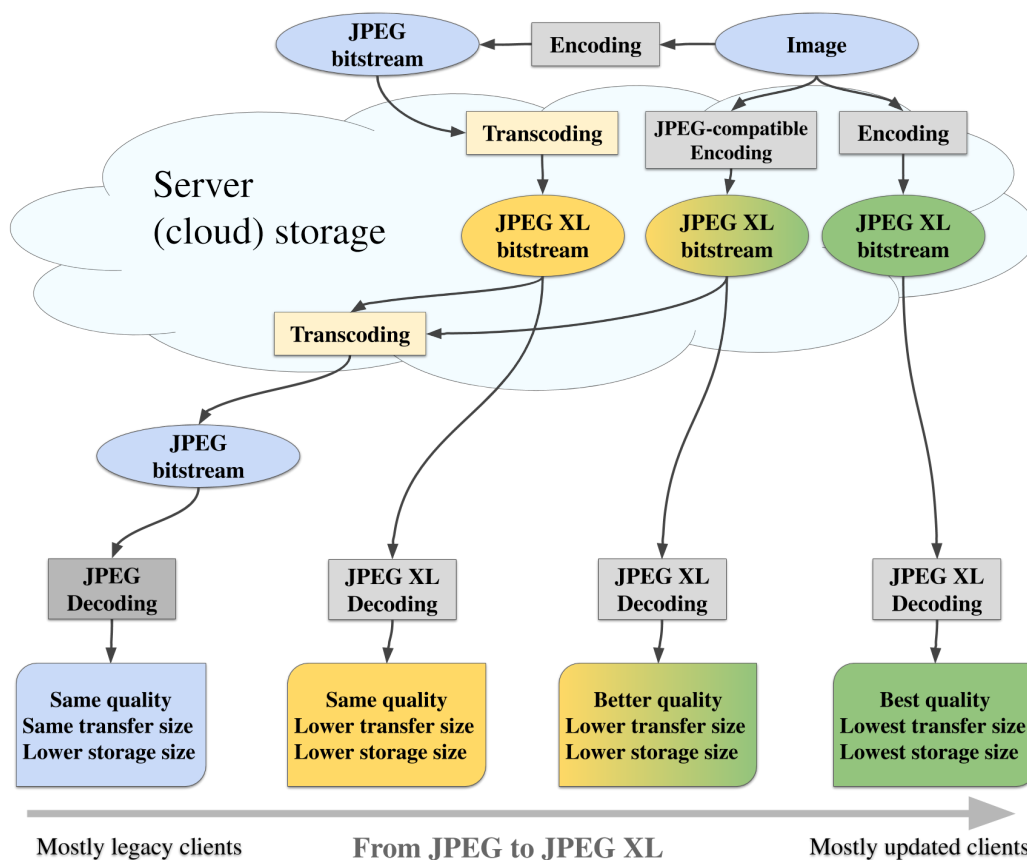 JPEG
bitstream
Encoding
Image
Transcoding
JPEG-compatible
Encoding
Encoding
Server
(cloud) storage
JPEG XL
bitstream
JPEG XL
bitstream
JPEG XL
bitstream
Transcoding
JPEG
bitstream
JPEG
Decoding
JPEG XL
Decoding
JPEG XL
Decoding
JPEG XL
Decoding
Same quality
Same transfer size
Lower storage size
Same quality
Lower transfer size
Lower storage size
Better quality
Lower transfer size
Lower storage size
Best quality
Lowest transfer size
Lowest storage size
Mostly legacy clients
From JPEG to JPEG XL
Mostly updated clients